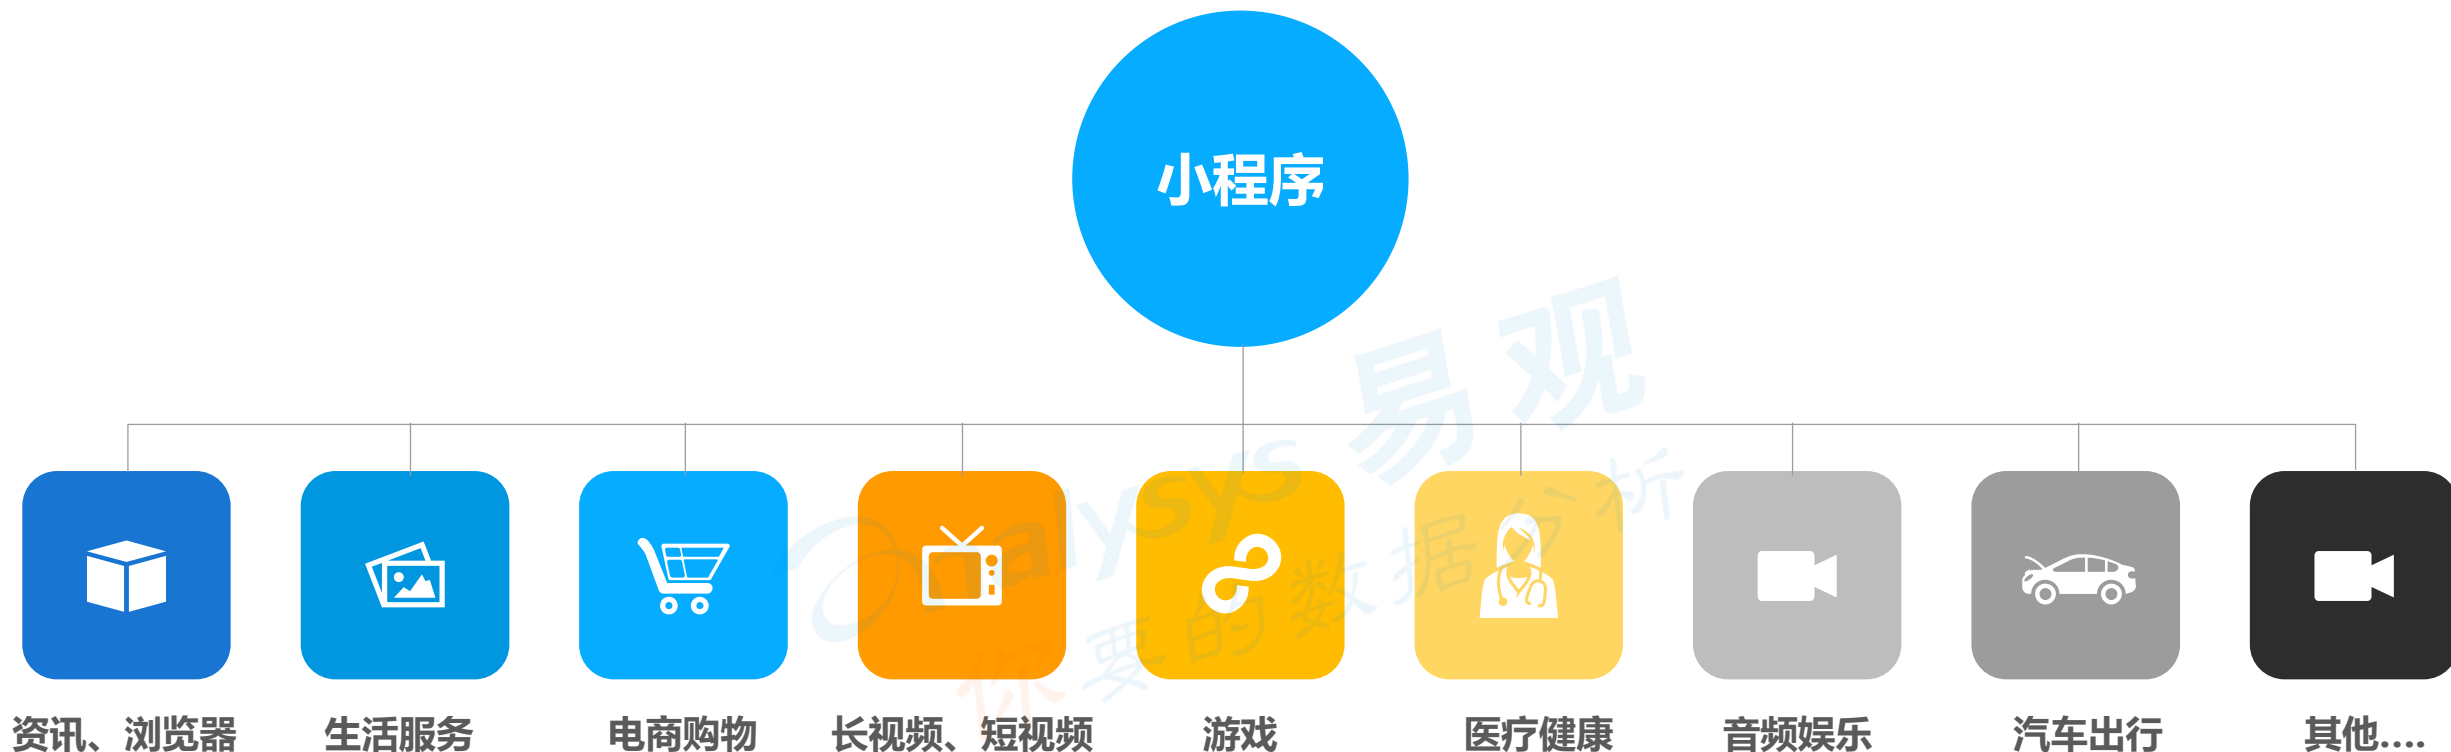 小程序
易观
analysys
你要的数据分析
资讯、浏览器
生活服务
电商购物
长视频、短视频
游戏
医疗健康
音频娱乐
汽车出行
其他....